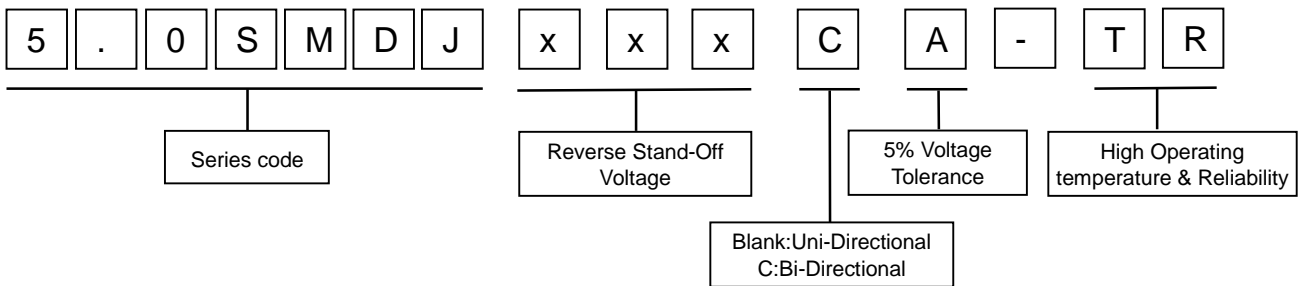 5 . 0 S M D J x x x C A - T R
Series code
Reverse Stand-Off
Voltage
5% Voltage
Tolerance
High Operating
temperature & Reliability
Blank:Uni-Directional
C:Bi-Directional